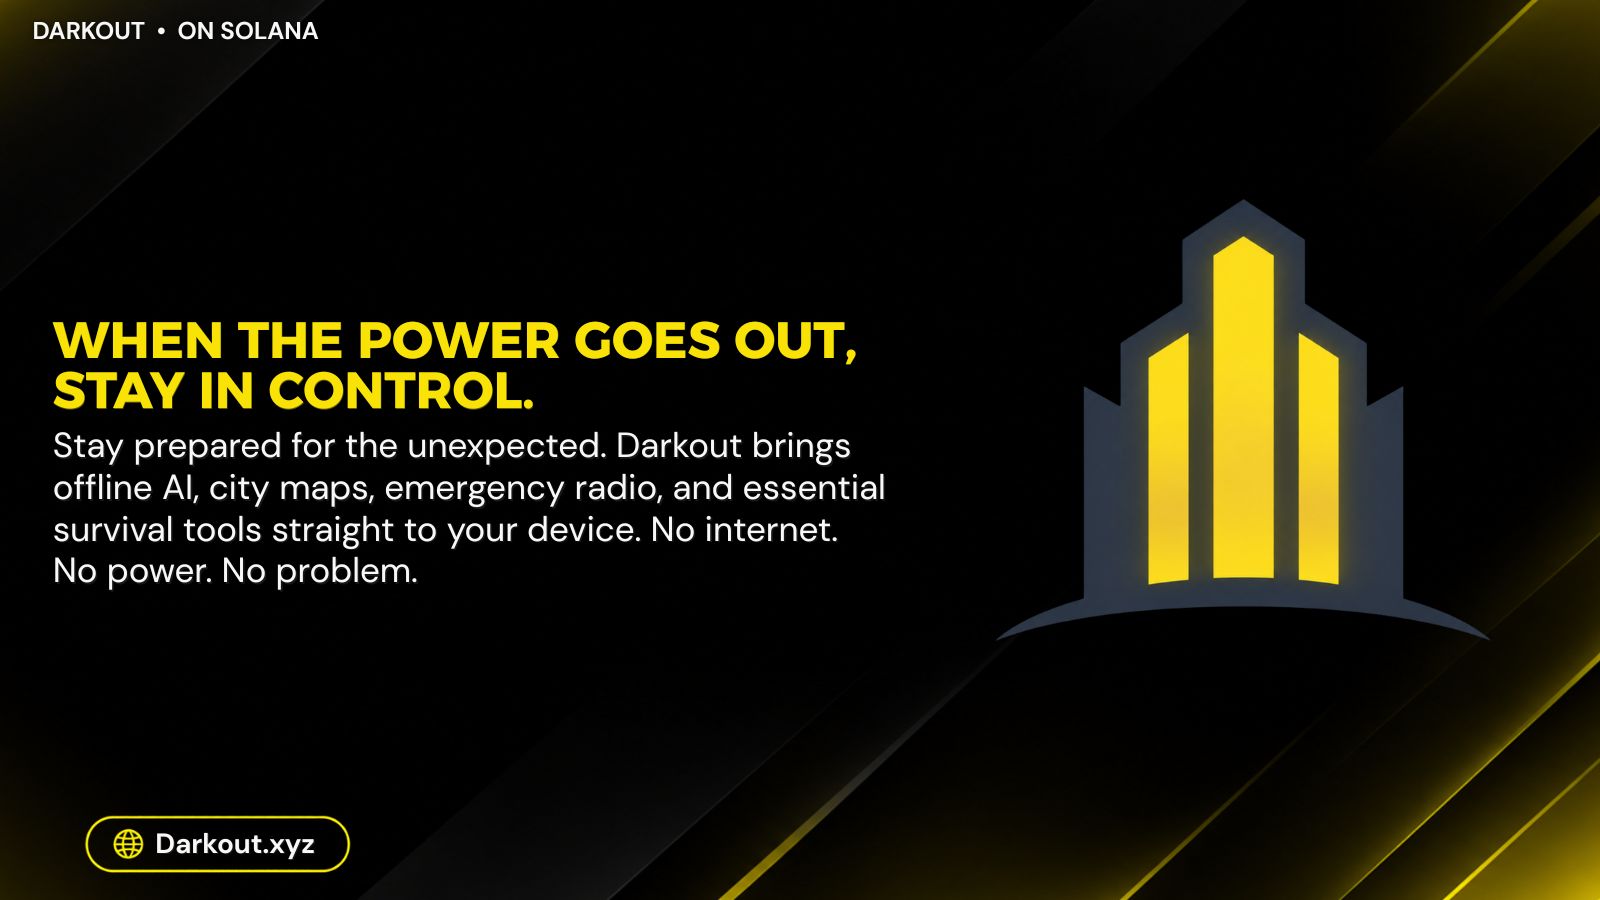 DARKOUT • ON SOLANA
WHEN THE POWER GOES OUT,
STAY IN CONTROL.
Stay prepared for the unexpected. Darkout brings
offline AI, city maps, emergency radio, and essential
survival tools straight to your device. No internet.
No power. No problem.
Darkout.xyz